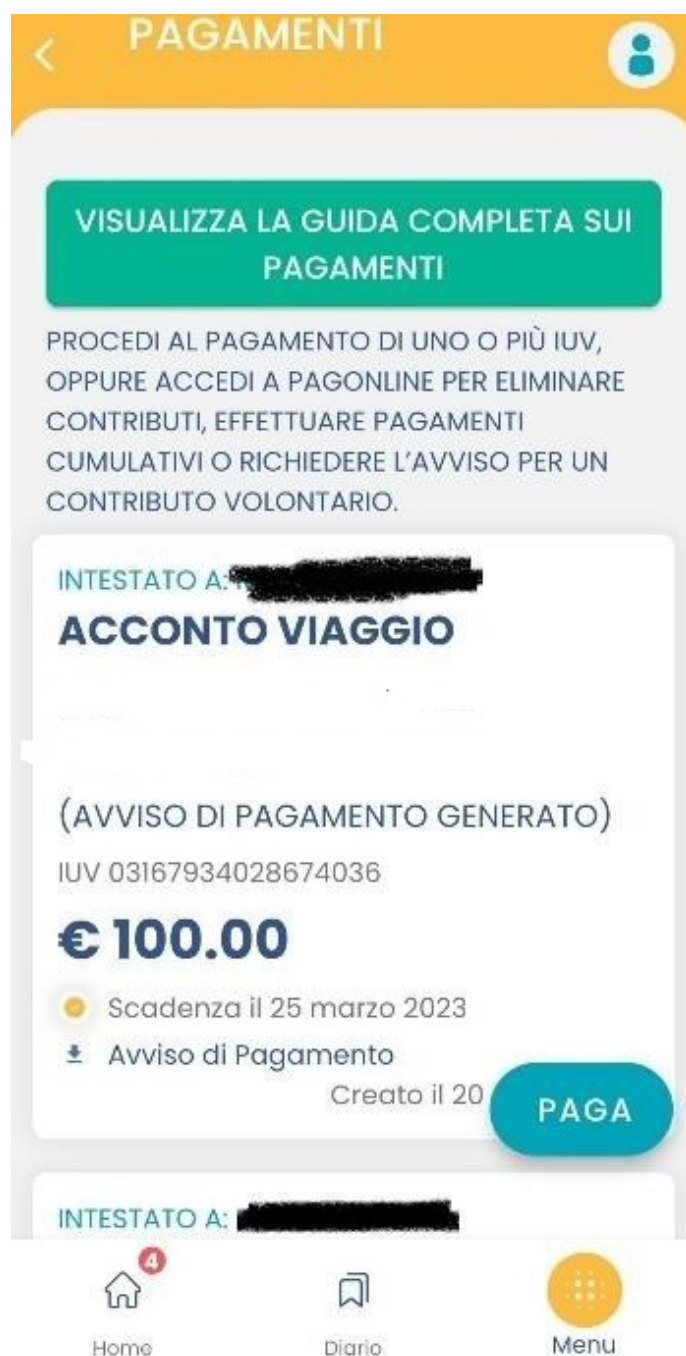 PAGAMENTI
VISUALIZZA LA GUIDA COMPLETA SUI
PAGAMENTI
PROCEDI AL PAGAMENTO DI UNO O PIÙ IUV,
OPPURE ACCEDI A PAGONLINE PER ELIMINARE
CONTRIBUTI, EFFETTUARE PAGAMENTI
CUMULATIVI O RICHIEDERE L'AVVISO PER UN
CONTRIBUTO VOLONTARIO.
INTESTATO A:
ACCONTO VIAGGIO
(AVVISO DI PAGAMENTO GENERATO)
IUV 03167934028674036
€ 100.00
Scadenza il 25 marzo 2023
Avviso di Pagamento
Creato il 20
PAGA
INTESTATO A:
4
Home
Diario
Menu